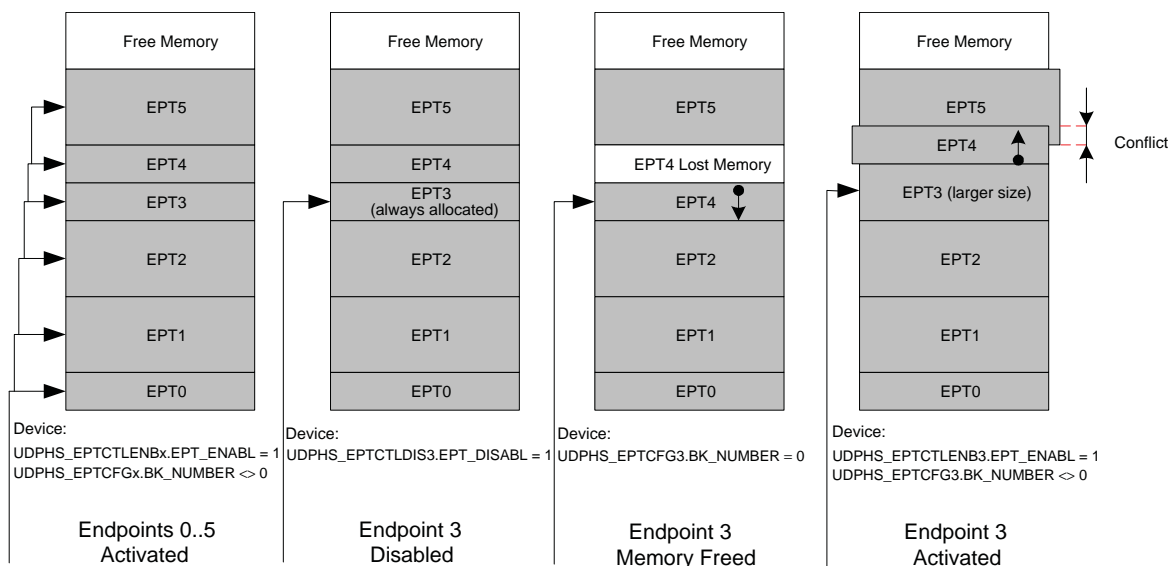 Free Memory
EPT5
EPT4
EPT3
EPT2
EPT1
EPT0
Device:
UDPHS_EPTCTLENBx.EPT_ENABL = 1
UDPHS_EPTCFGx.BK_NUMBER <> 0
Endpoints 0..5
Activated
Free Memory
EPT5
EPT4
EPT3
(always allocated)
EPT2
EPT1
EPT0
Device:
UDPHS_EPTCTLDIS3.EPT_DISABL = 1
Endpoint 3
Disabled
Free Memory
EPT5
EPT4 Lost Memory
EPT4
EPT2
EPT1
EPT0
Device:
UDPHS_EPTCFG3.BK_NUMBER = 0
Endpoint 3
Memory Freed
Free Memory
EPT5
EPT4
Conflict
EPT3 (larger size)
EPT2
EPT1
EPT0
Device:
UDPHS_EPTCTLENB3.EPT_ENABL = 1
UDPHS_EPTCFG3.BK_NUMBER <> 0
Endpoint 3
Activated